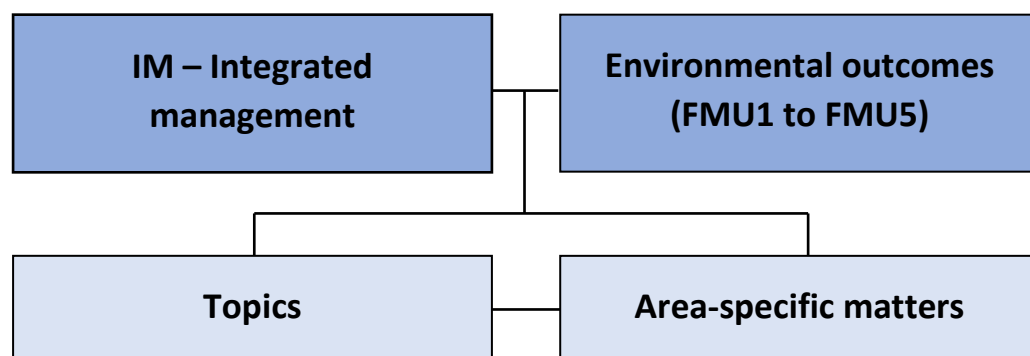 IM – Integrated
management
Environmental outcomes
(FMU1 to FMU5)
Topics
Area-specific matters